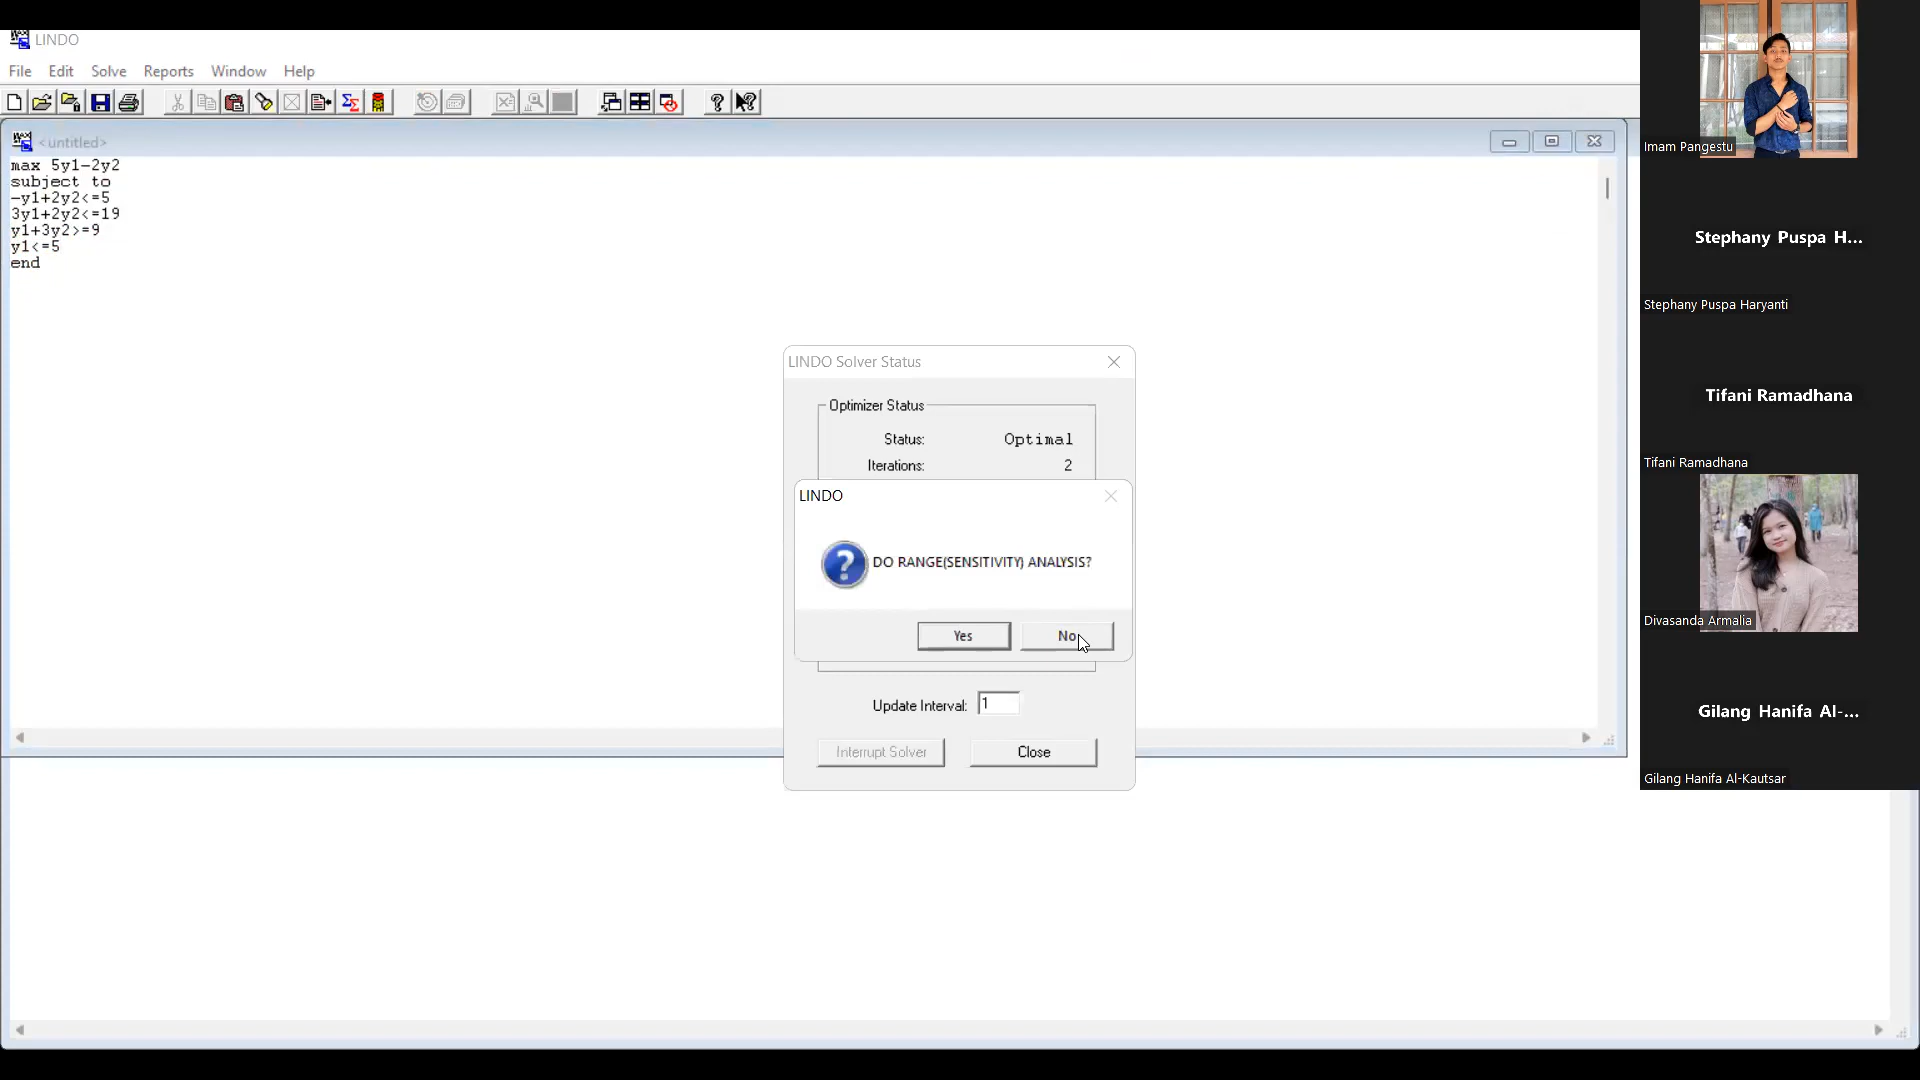 LINDO
File Edit Solve Reports Window Help
<untitled>
max 5y1-2y2
subject to
-y1+2y2<=5
3y1+2y2<=19
y1+3y2>=9
y1<=5
end
LINDO Solver Status
Optimizer Status
Status: Optimal
Iterations: 2
LINDO
DO RANGE(SENSITIVITY) ANALYSIS?
Yes No
Update Interval: 1
Interrupt Solver Close
Imam Pangestu
Stephany Puspa H...
Stephany Puspa Haryanti
Tifani Ramadhana
Tifani Ramadhana
Divasanda Armalia
Gilang Hanifa Al-...
Gilang Hanifa Al-Kautsar